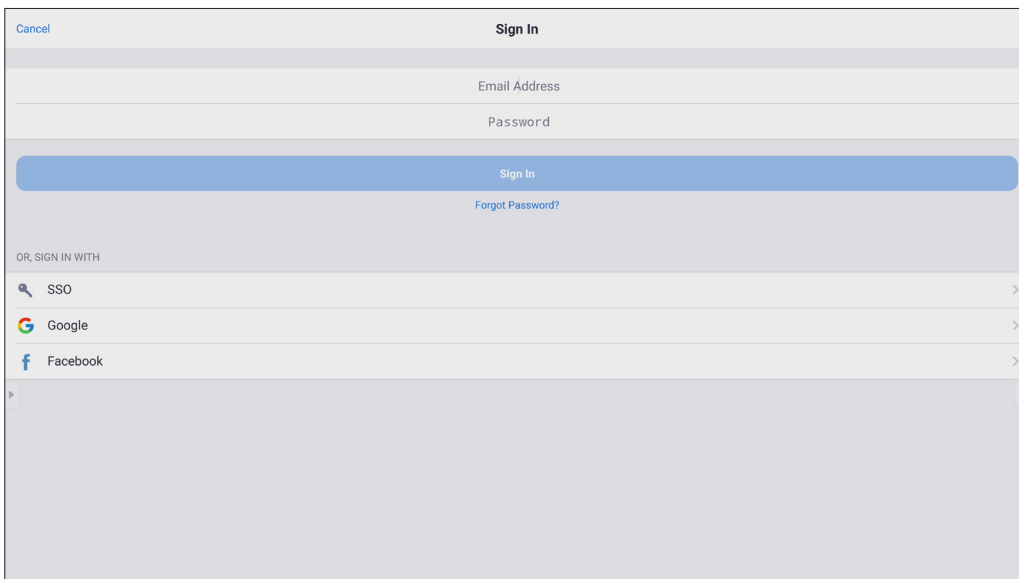 Cancel
Sign In
Email Address
Password
Sign In
Forgot Password?
OR, SIGN IN WITH
SSO
Google
Facebook